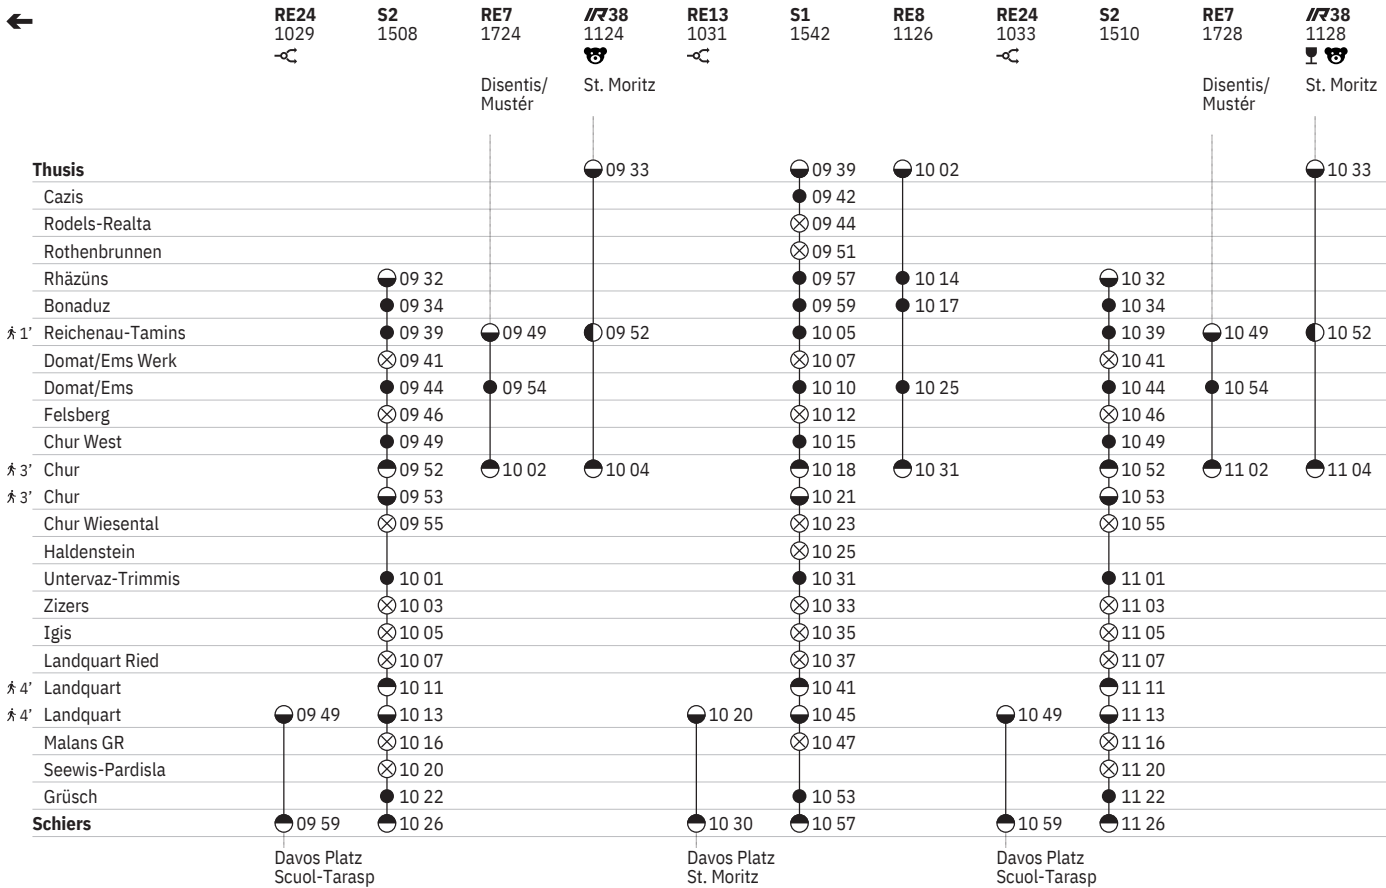 RE24 S2 RE7 IR38 RE13 S1 RE8 RE24 S2 RE7 IR38
1029 1508 1724 1124 1031 1542 1126 1033 1510 1728 1128
Disentis/ St. Moritz Disentis/ St. Moritz
Mustér Mustér
Thusis 09 33 09 39 10 02 10 33
Cazis 09 42
Rodels-Realta 09 44
Rothenbrunnen 09 51
Rhäzüns 09 32 09 57 10 14 10 32
Bonaduz 09 34 09 59 10 17 10 34
1’ Reichenau-Tamins 09 39 09 49 09 52 10 05 10 39 10 49 10 52
Domat/Ems Werk 09 41 10 07 10 41
Domat/Ems 09 44 09 54 10 10 10 25 10 44 10 54
Felsberg 09 46 10 12 10 46
Chur West 09 49 10 15 10 49
3’ Chur 09 52 10 02 10 04 10 18 10 31 10 52 11 02 11 04
3’ Chur 09 53 10 21 10 53
Chur Wiesental 09 55 10 23 10 55
Haldenstein 10 25
Untervaz-Trimmis 10 01 10 31 11 01
Zizers 10 03 10 33 11 03
Igis 10 05 10 35 11 05
Landquart Ried 10 07 10 37 11 07
4’ Landquart 10 11 10 41 11 11
4’ Landquart 09 49 10 13 10 20 10 45 10 49 11 13
Malans GR 10 16 10 47 11 16
Seewis-Pardisla 10 20 11 20
Grüsch 10 22 10 53 11 22
Schiers 09 59 10 26 10 30 10 57 10 59 11 26
Davos Platz Davos Platz Davos Platz
Scuol-Tarasp St. Moritz Scuol-Tarasp